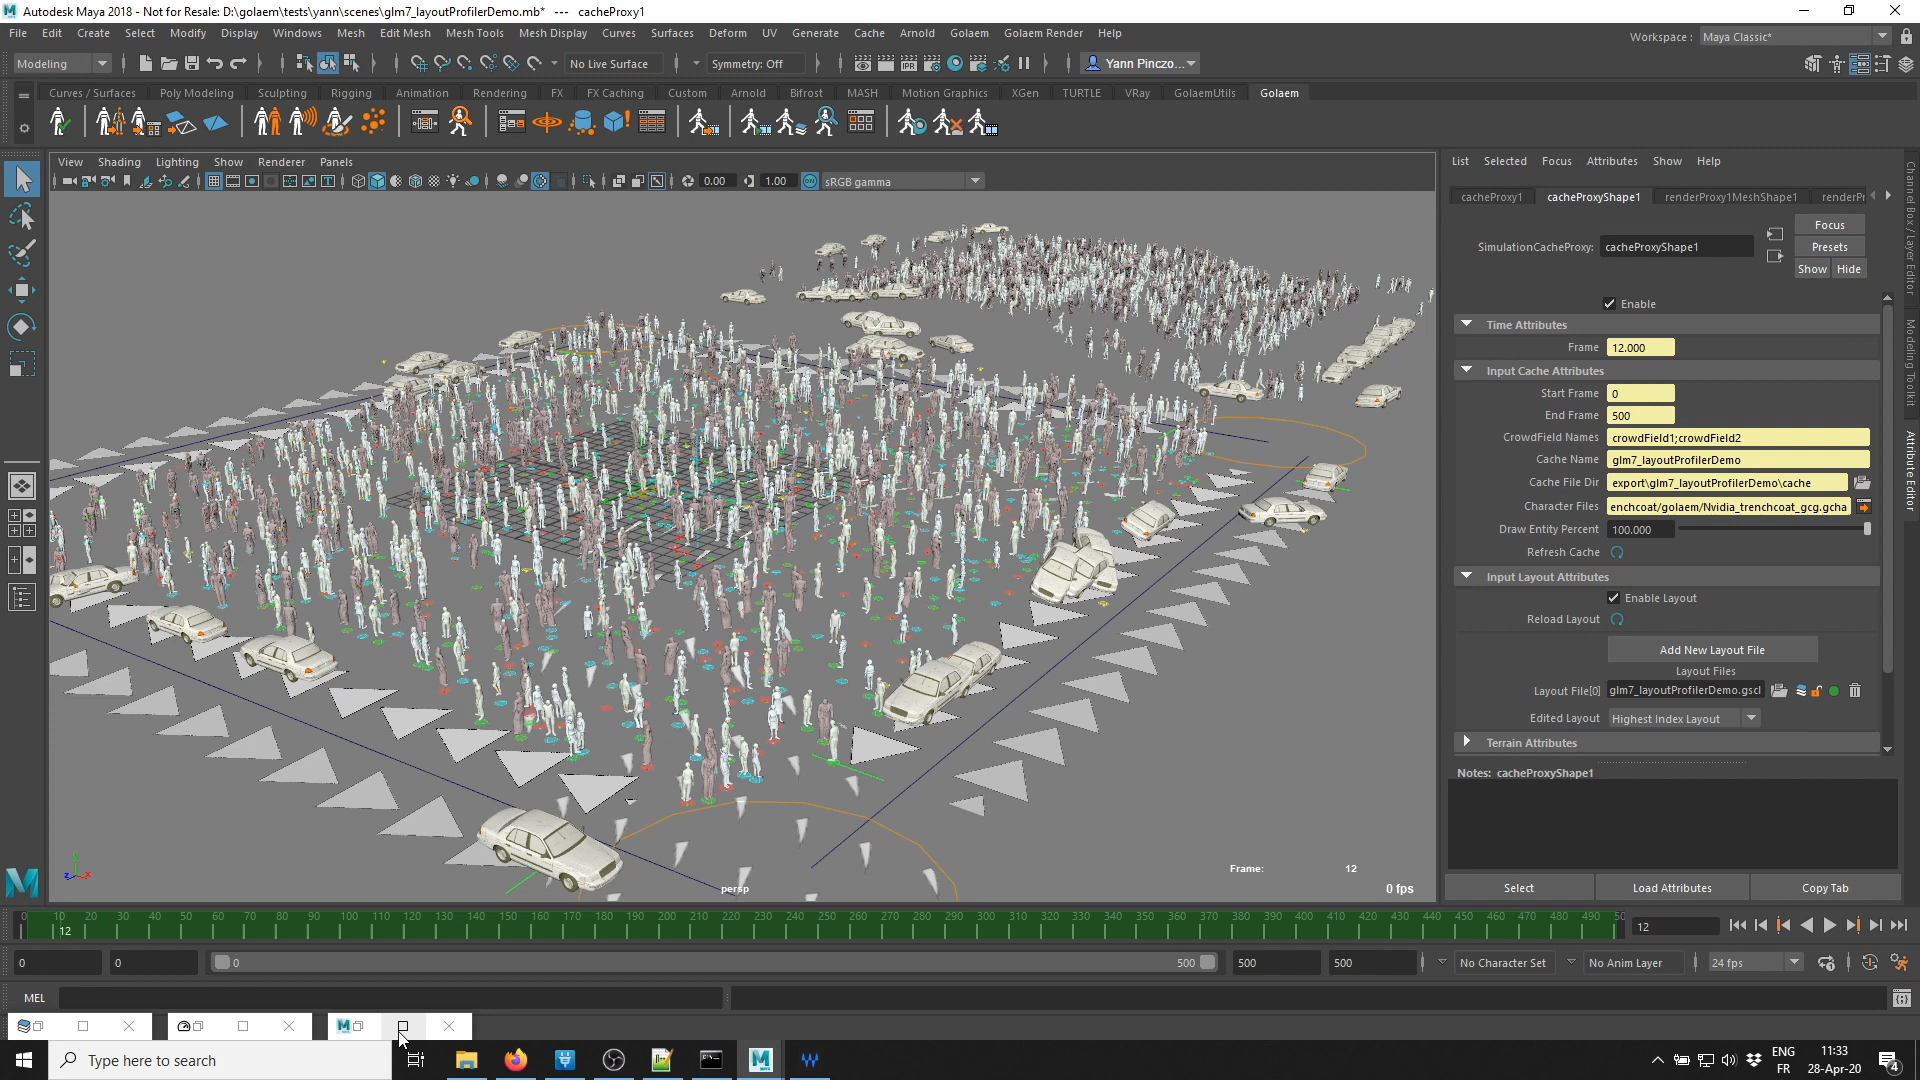 Autodesk Maya 2018 - Not for Resale: D:\golaem\tests\yann\scenes\glm7_layoutProfilerDemo.mb* --- cacheProxy1
File Edit Create Select Modify Display Windows Mesh Edit Mesh Mesh Tools Mesh Display Curves Surfaces Deform UV Generate Cache Arnold Golaem Golaem Render Help
Workspace : Maya Classic*
Modeling No Live Surface Symmetry: Off IPR Yann Pinczo...
Curves / Surfaces Poly Modeling Sculpting Rigging Animation Rendering FX FX Caching Custom Arnold Bifrost MASH Motion Graphics XGen TURTLE VRay GolaemUtils Golaem
View Shading Lighting Show Renderer Panels
0.00 1.00 sRGB gamma
List Selected Focus Attributes Show Help
cacheProxy1 cacheProxyShape1 renderProxy1MeshShape1 renderPr
Focus
SimulationCacheProxy: cacheProxyShape1
Presets
Show Hide
Enable
Time Attributes
Frame 12.000
Input Cache Attributes
Start Frame 0
End Frame 500
CrowdField Names crowdField1;crowdField2
Cache Name glm7_layoutProfilerDemo
Cache File Dir export\glm7_layoutProfilerDemo\cache
Character Files enchcoat/golaem/Nvidia_trenchcoat_gcg.gcha
Draw Entity Percent 100.000
Refresh Cache
Input Layout Attributes
Enable Layout
Reload Layout
Add New Layout File
Layout Files
Layout File[0] glm7_layoutProfilerDemo.gscl
Edited Layout Highest Index Layout
Terrain Attributes
Notes: cacheProxyShape1
Select Load Attributes Copy Tab
Channel Box / Layer Editor
Modeling Toolkit
Attribute Editor
Frame: 12
0 fps
persp
z x
0 10 20 30 40 50 60 70 80 90 100 110 120 130 140 150 160 170 180 190 200 210 220 230 240 250 260 270 280 290 300 310 320 330 340 350 360 370 380 390 400 410 420 430 440 450 460 470 480 490 50
12 12
0 0 0 500 500 500 No Character Set No Anim Layer 24 fps
MEL
Type here to search
ENG
FR
11:33
28-Apr-20
4